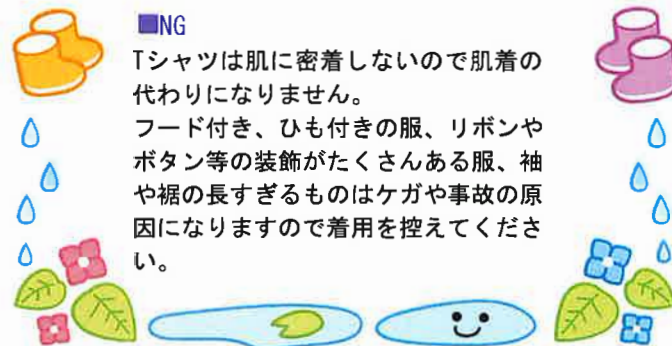 ■NG
Tシャツは肌に密着しないので肌着の
代わりになりません。
フード付き、ひも付きの服、リボンや
ボタン等の装飾がたくさんある服、袖
や裾の長すぎるものはケガや事故の原
因になりますので着用を控えてくださ
い。